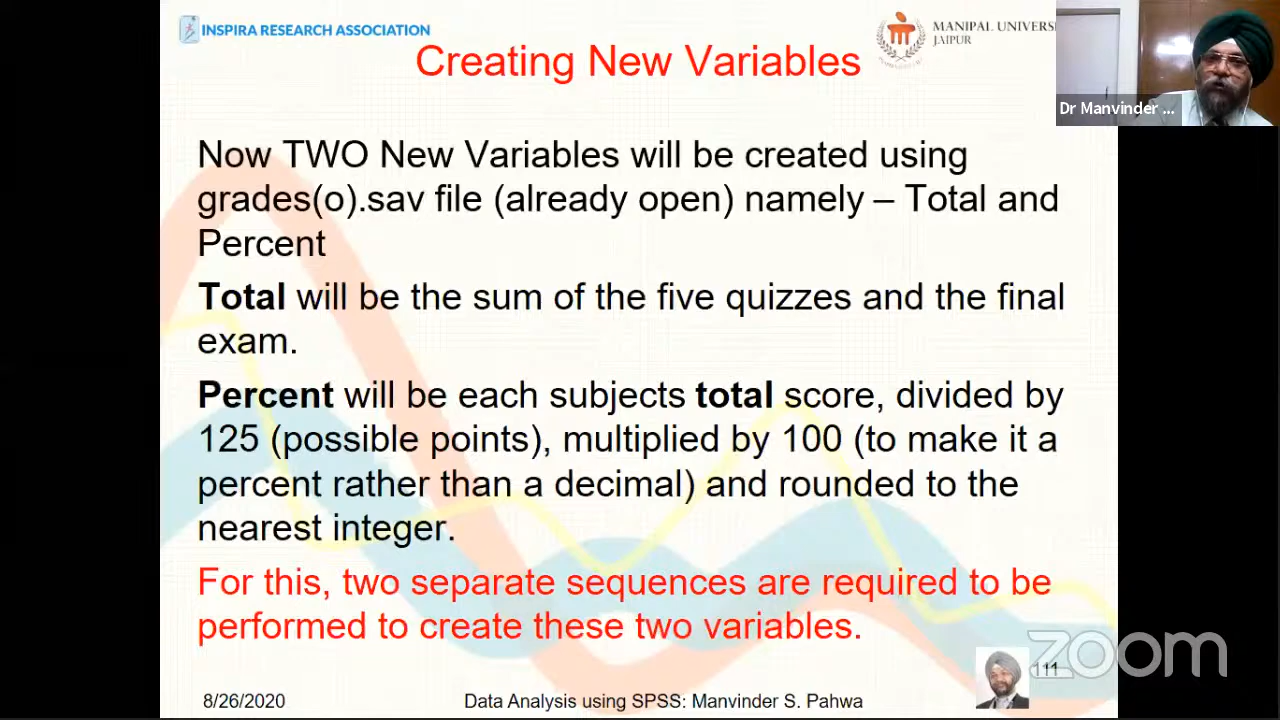 INSPIRA RESEARCH ASSOCIATION
MANIPAL UNIVERS
JAIPUR
Creating New Variables
Dr Manvinder ...
Now TWO New Variables will be created using
grades(o).sav file (already open) namely – Total and
Percent
Total will be the sum of the five quizzes and the final
exam.
Percent will be each subjects total score, divided by
125 (possible points), multiplied by 100 (to make it a
percent rather than a decimal) and rounded to the
nearest integer.
For this, two separate sequences are required to be
performed to create these two variables.
zoom
111
8/26/2020
Data Analysis using SPSS: Manvinder S. Pahwa